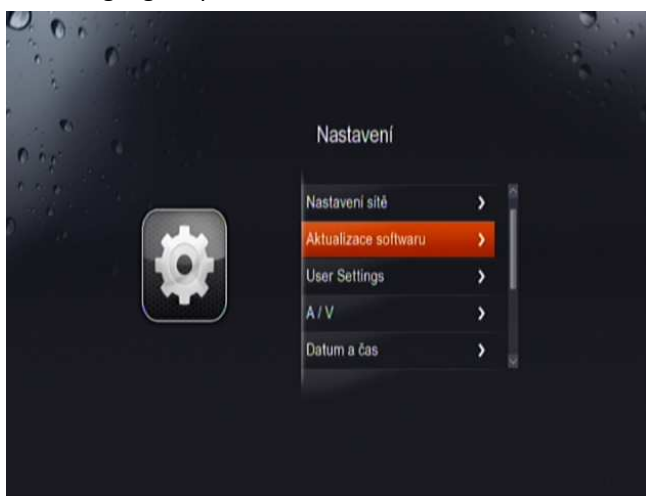 Nastavení
Nastavení sítě
Aktualizace softwaru
User Settings
A / V
Datum a čas